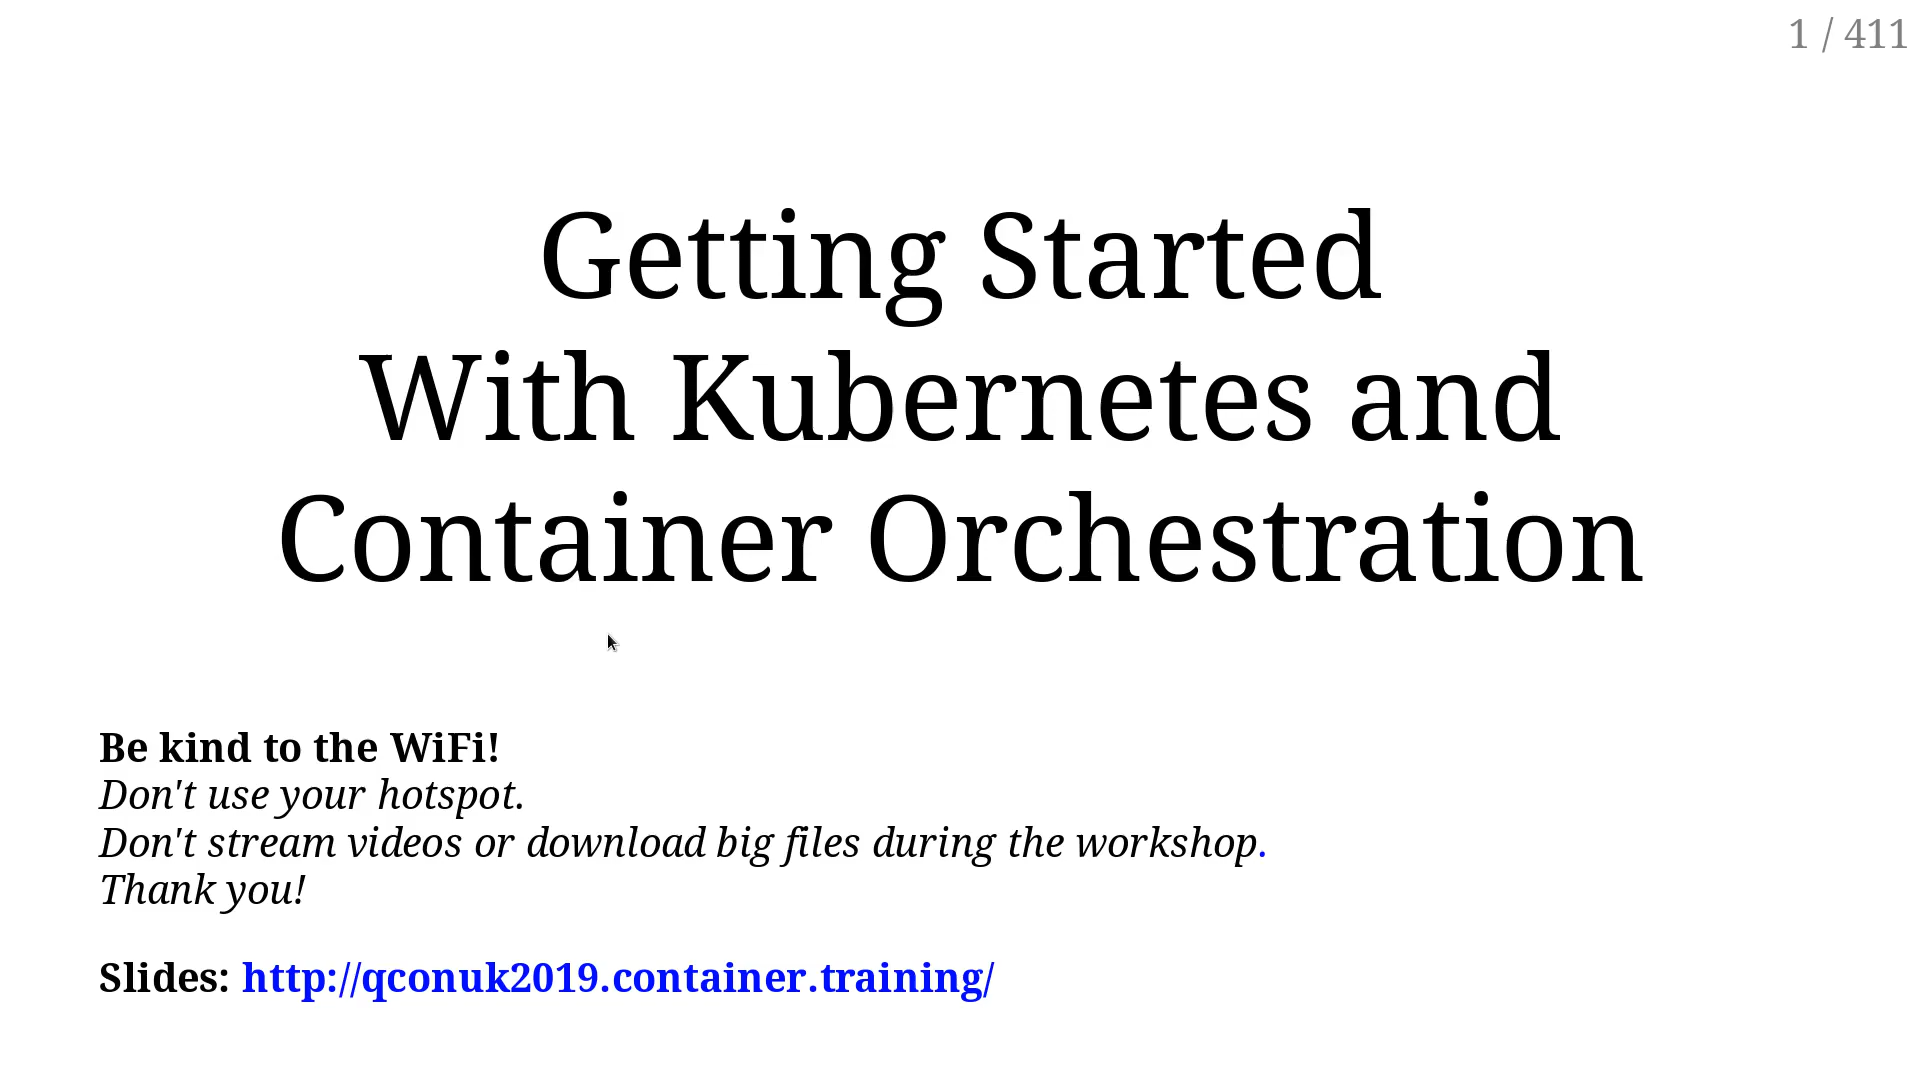 1 / 411
Getting Started
With Kubernetes and
Container Orchestration
Be kind to the WiFi!
Don't use your hotspot.
Don't stream videos or download big files during the workshop.
Thank you!
Slides: http://qconuk2019.container.training/